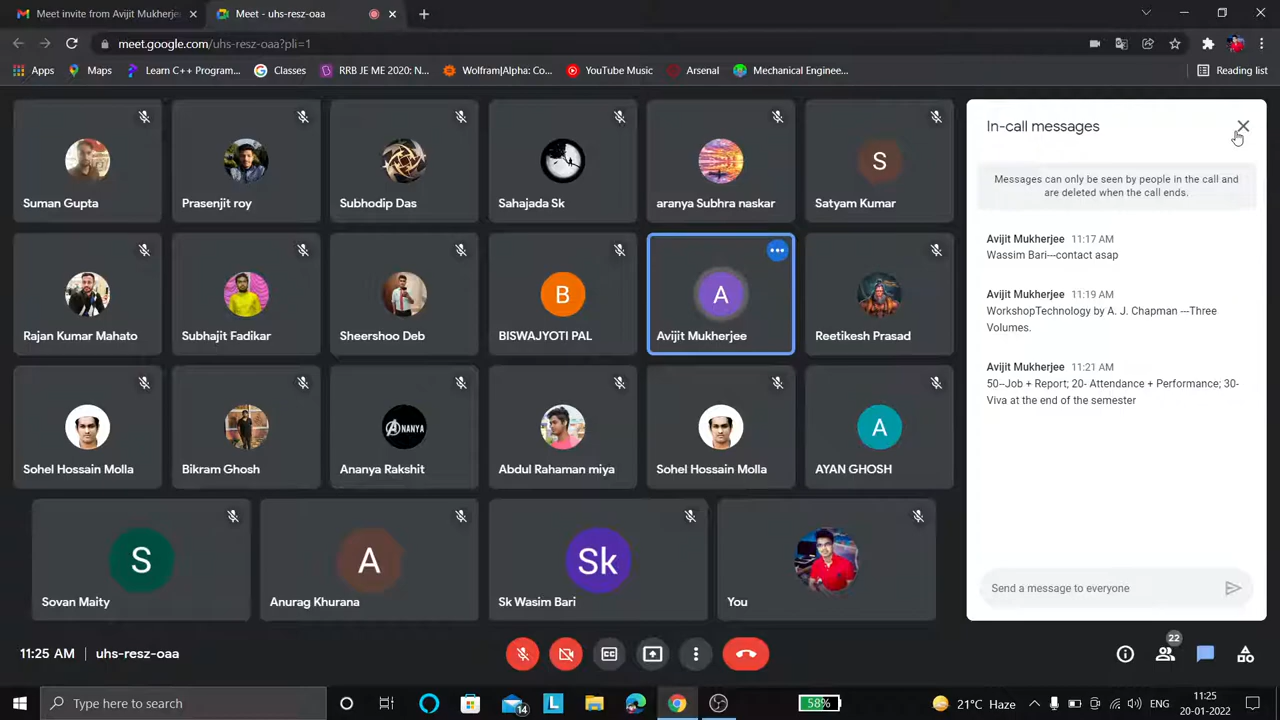 Meet invite from Avijit Mukherje
Meet - uhs-resz-oaa
meet.google.com/uhs-resz-oaa?pli=1
Apps
Maps
Learn C++ Program...
Classes
RRB JE ME 2020: N...
Wolfram|Alpha: Co...
YouTube Music
Arsenal
Mechanical Enginee...
Reading list
Suman Gupta
Prasenjit roy
Subhodip Das
Sahajada Sk
aranya Subhra naskar
S
Satyam Kumar
Rajan Kumar Mahato
Subhajit Fadikar
Sheershoo Deb
B
BISWAJYOTI PAL
A
Avijit Mukherjee
Reetikesh Prasad
Sohel Hossain Molla
Bikram Ghosh
ANANYA
Ananya Rakshit
Abdul Rahaman miya
Sohel Hossain Molla
A
AYAN GHOSH
S
Sovan Maity
A
Anurag Khurana
Sk
Sk Wasim Bari
You
In-call messages
Messages can only be seen by people in the call and
are deleted when the call ends.
Avijit Mukherjee 11:17 AM
Wassim Bari---contact asap
Avijit Mukherjee 11:19 AM
WorkshopTechnology by A. J. Chapman ---Three
Volumes.
Avijit Mukherjee 11:21 AM
50--Job + Report; 20- Attendance + Performance; 30-
Viva at the end of the semester
Send a message to everyone
11:25 AM | uhs-resz-oaa
CC
22
Type here to search
14
L
58%
21°C Haze
ENG
11:25
20-01-2022